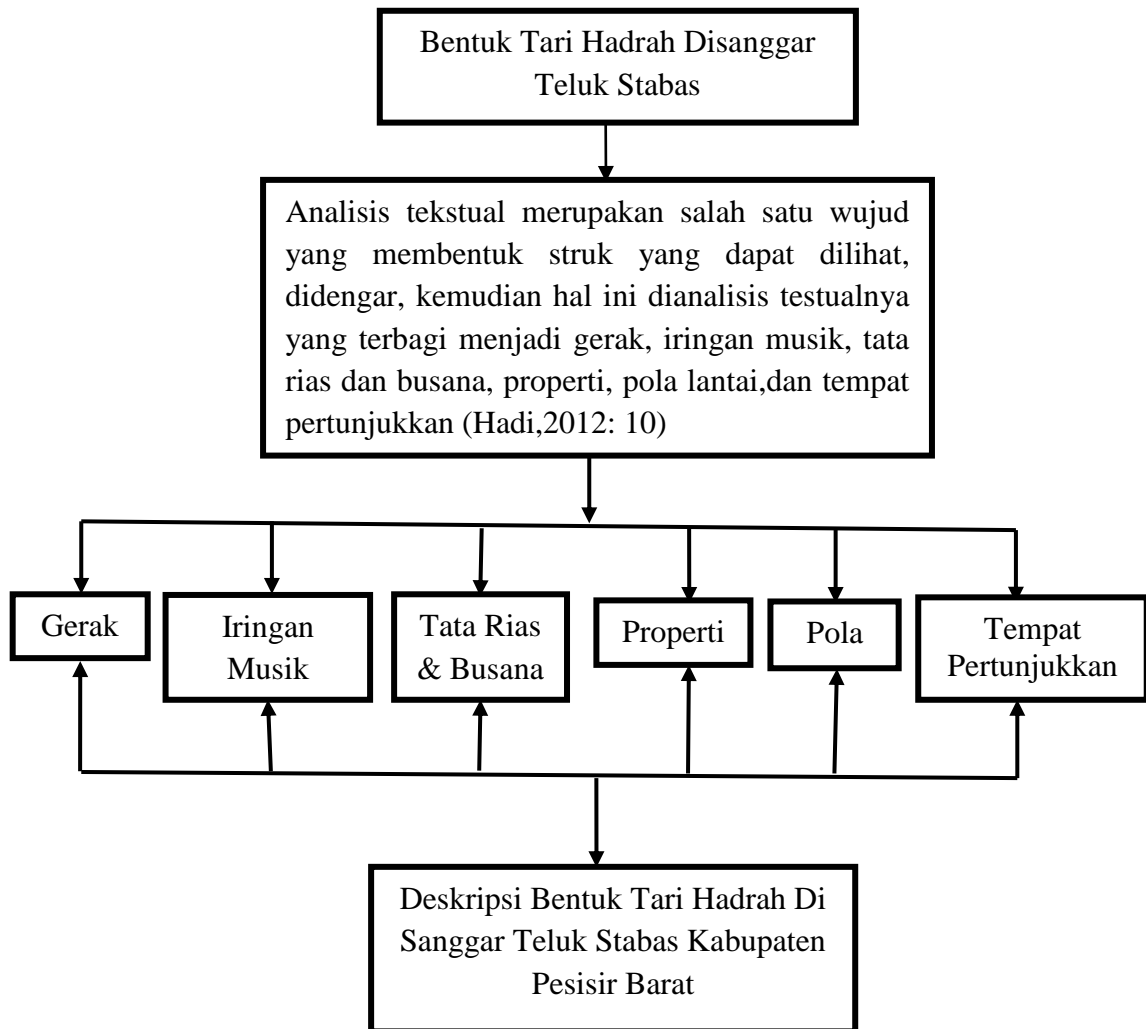 Bentuk Tari Hadrah Disanggar
Teluk Stabas
Analisis tekstual merupakan salah satu wujud
yang membentuk struk yang dapat dilihat,
didengar, kemudian hal ini dianalisis testualnya
yang terbagi menjadi gerak, iringan musik, tata
rias dan busana, properti, pola lantai,dan tempat
pertunjukkan (Hadi,2012: 10)
Gerak
Iringan
Musik
Tata Rias
& Busana
Properti
Pola
Tempat
Pertunjukkan
Deskripsi Bentuk Tari Hadrah Di
Sanggar Teluk Stabas Kabupaten
Pesisir Barat